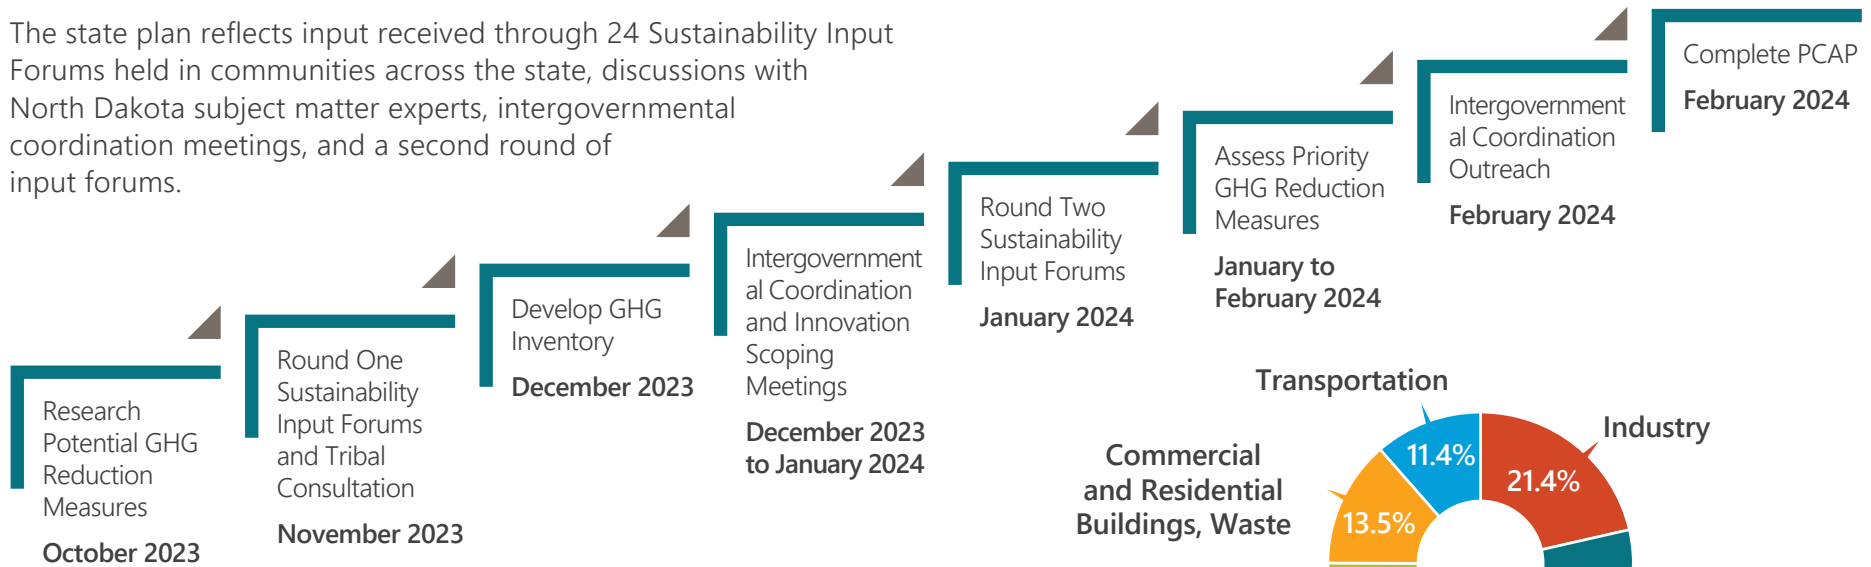 The state plan reflects input received through 24 Sustainability Input
Forums held in communities across the state, discussions with
North Dakota subject matter experts, intergovernmental
coordination meetings, and a second round of
input forums.
Research
Potential GHG
Reduction
Measures
October 2023
Round One
Sustainability
Input Forums
and Tribal
Consultation
November 2023
Develop GHG
Inventory
December 2023
Intergovernment
al Coordination
and Innovation
Scoping
Meetings
December 2023
to January 2024
Round Two
Sustainability
Input Forums
January 2024
Assess Priority
GHG Reduction
Measures
January to
February 2024
Intergovernment
al Coordination
Outreach
February 2024
Complete PCAP
February 2024
Transportation
11.4%
Industry
21.4%
Commercial
and Residential
Buildings, Waste
13.5%